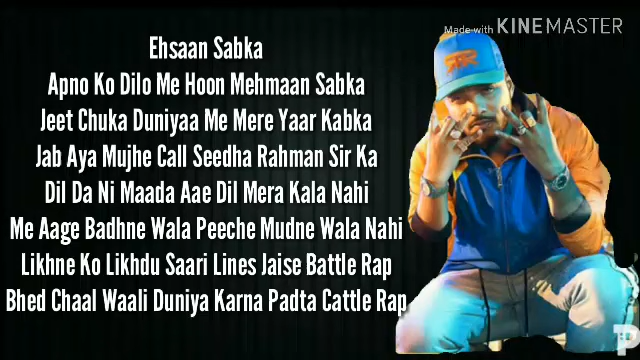 Made with KINEMASTER
Ehsaan Sabka
Apno Ko Dilo Me Hoon Mehmaan Sabka
Jeet Chuka Duniyaa Me Mere Yaar Kabka
Jab Aya Mujhe Call Seedha Rahman Sir Ka
Dil Da Ni Maada Aae Dil Mera Kala Nahi
Me Aage Badhne Wala Peeche Mudne Wala Nahi
Likhne Ko Likhdu Saari Lines Jaise Battle Rap
Bhed Chaal Waali Duniya Karna Padta Cattle Rap